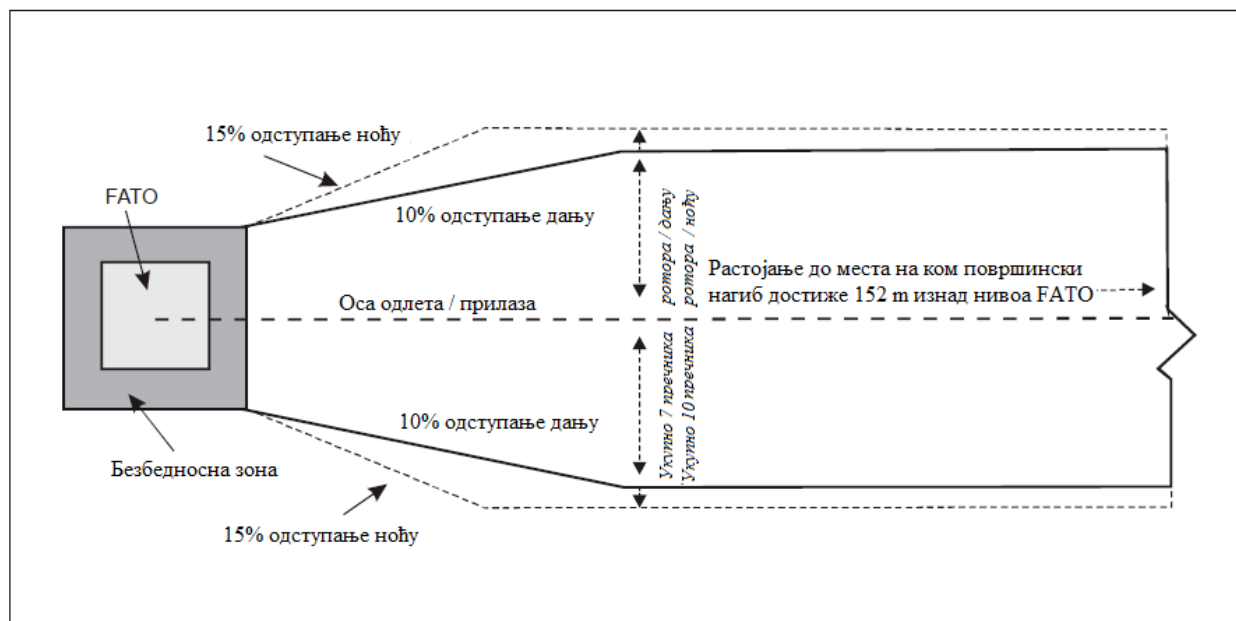 15% одступање ноћу
FATO
10% одступање дању
Укупно 7 пречника ротора / дању
Укупно 10 пречника ротора / ноћу
Растојање до места на ком површински
нагиб достиже 152 m изнад нивоа FATO
Оса одлета / прилаза
10% одступање дању
Безбедносна зона
15% одступање ноћу